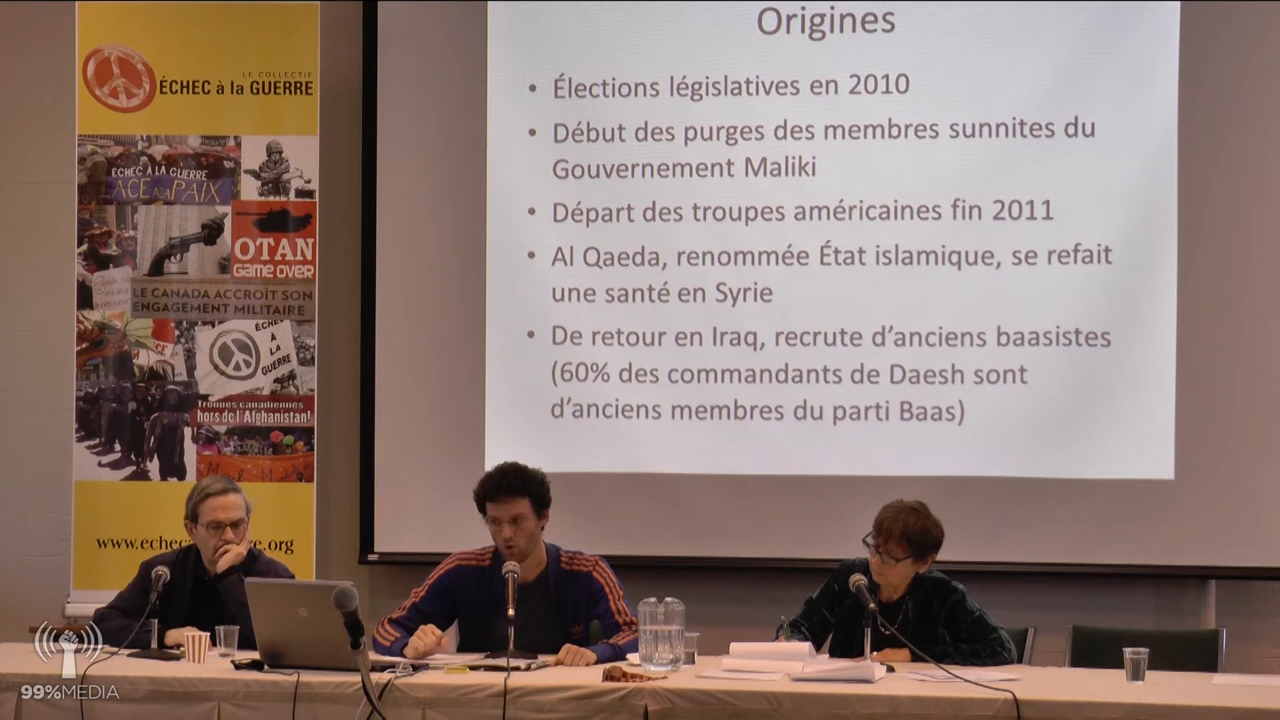 Origines
• Élections législatives en 2010
• Début des purges des membres sunnites du
Gouvernement Maliki
• Départ des troupes américaines fin 2011
• Al Qaeda, renommée État islamique, se refait
une santé en Syrie
• De retour en Iraq, recrute d'anciens baasistes
(60% des commandants de Daesh sont
d'anciens membres du parti Baas)
LE COLLECTIF
ÉCHEC à la GUERRE
ÉCHEC À LA GUERRE
PAIX
OTAN
GAME OVER
LE CANADA ACCROÎT SON
ENGAGEMENT MILITAIRE
ÉCHEC
À
LA
GUERRE
Troupes canadiennes
hors de l'Afghanistan!
99%MEDIA